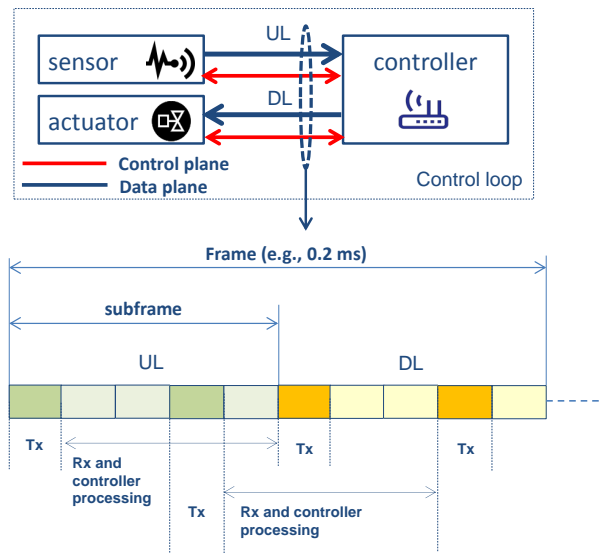 UL
sensor
controller
DL
actuator
Control plane
Data plane
Control loop
Frame (e.g., 0.2 ms)
subframe
UL
DL
Tx
Rx and
controller
processing
Tx
Tx
Tx
Rx and controller
processing